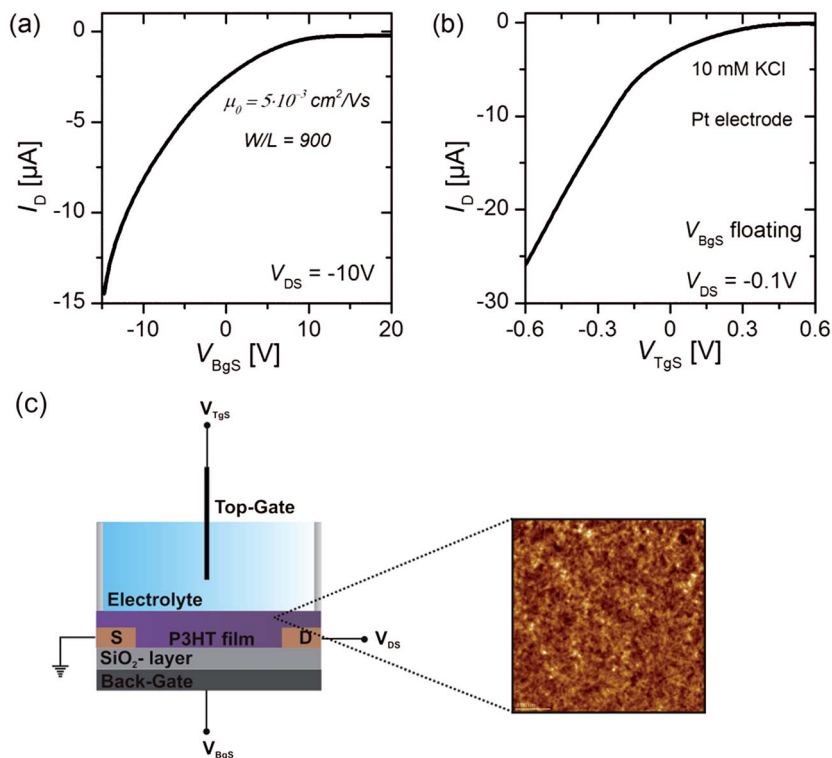 (a)
0
-5
-10
-15
-10
0
10
20
I_D [µA]
V_BgS [V]
μ₀ = 5·10⁻³ cm²/Vs
W/L = 900
V_DS = -10V
(b)
0
-10
-20
-30
-0.6
-0.3
0
0.3
0.6
I_D [µA]
V_TgS [V]
10 mM KCl
Pt electrode
V_BgS floating
V_DS = -0.1V
(c)
V_TgS
Top-Gate
Electrolyte
S
P3HT film
D
V_DS
SiO₂- layer
Back-Gate
V_BgS